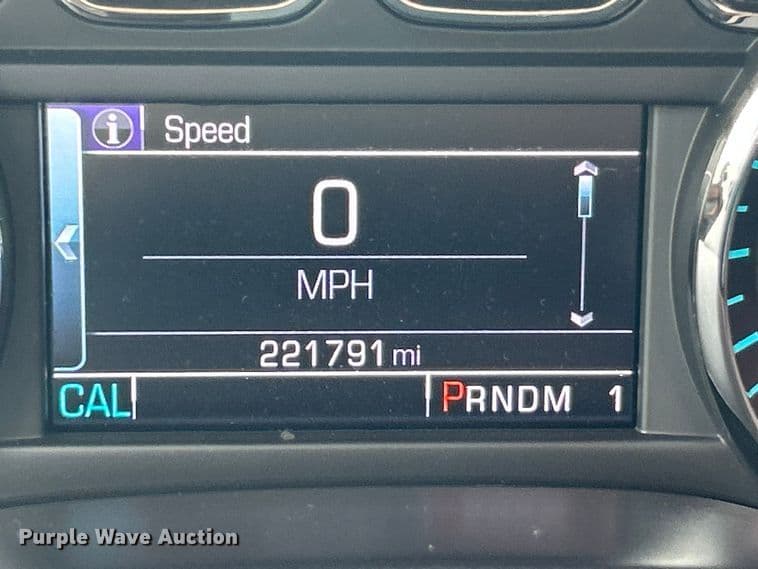 i Speed
0
MPH
221791 mi
CAL PRNDM 1
Purple Wave Auction